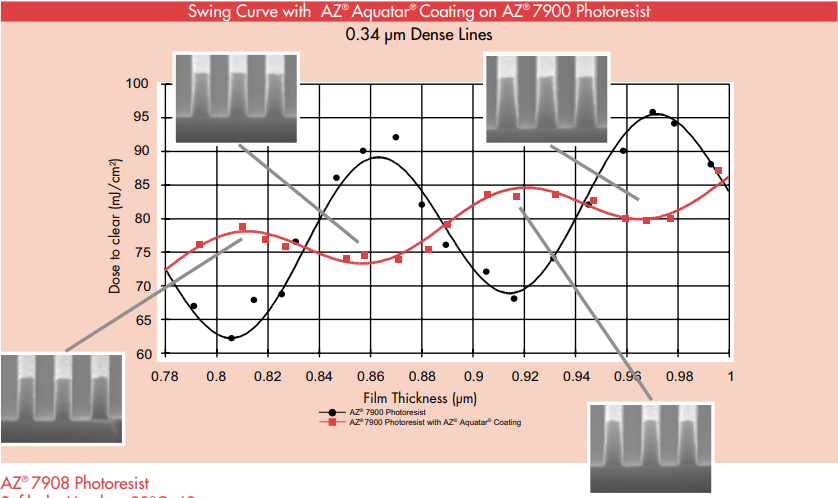 Swing Curve with AZ® Aquatar® Coating on AZ® 7900 Photoresist
0.34 µm Dense Lines
100
95
90
85
80
75
70
65
60
Dose to clear (mJ/cm²)
0.78 0.8 0.82 0.84 0.86 0.88 0.90 0.92 0.94 0.96 0.98 1
Film Thickness (µm)
AZ® 7900 Photoresist
AZ® 7900 Photoresist with AZ® Aquatar® Coating
AZ® 7908 Photoresist